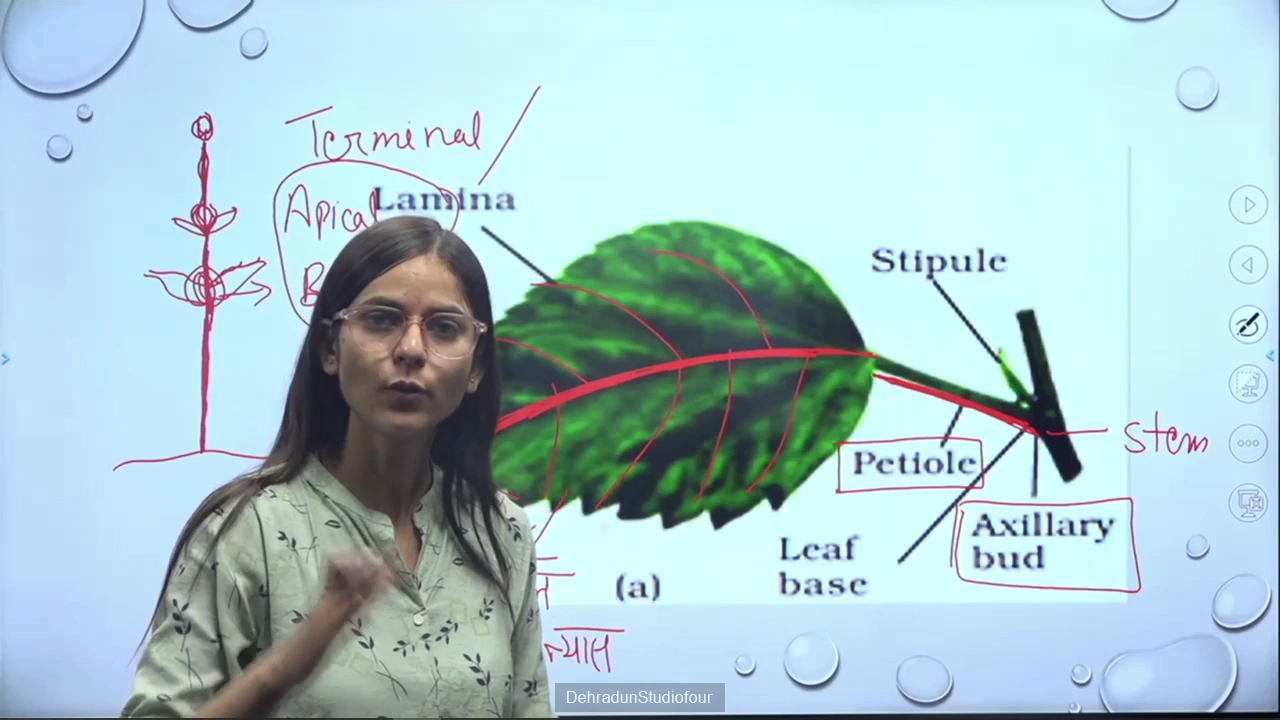 Terminal /
Apical
B
Lamina
Stipule
Stem
Petiole
Axillary
bud
Leaf
base
(a)
DehradunStudiofour